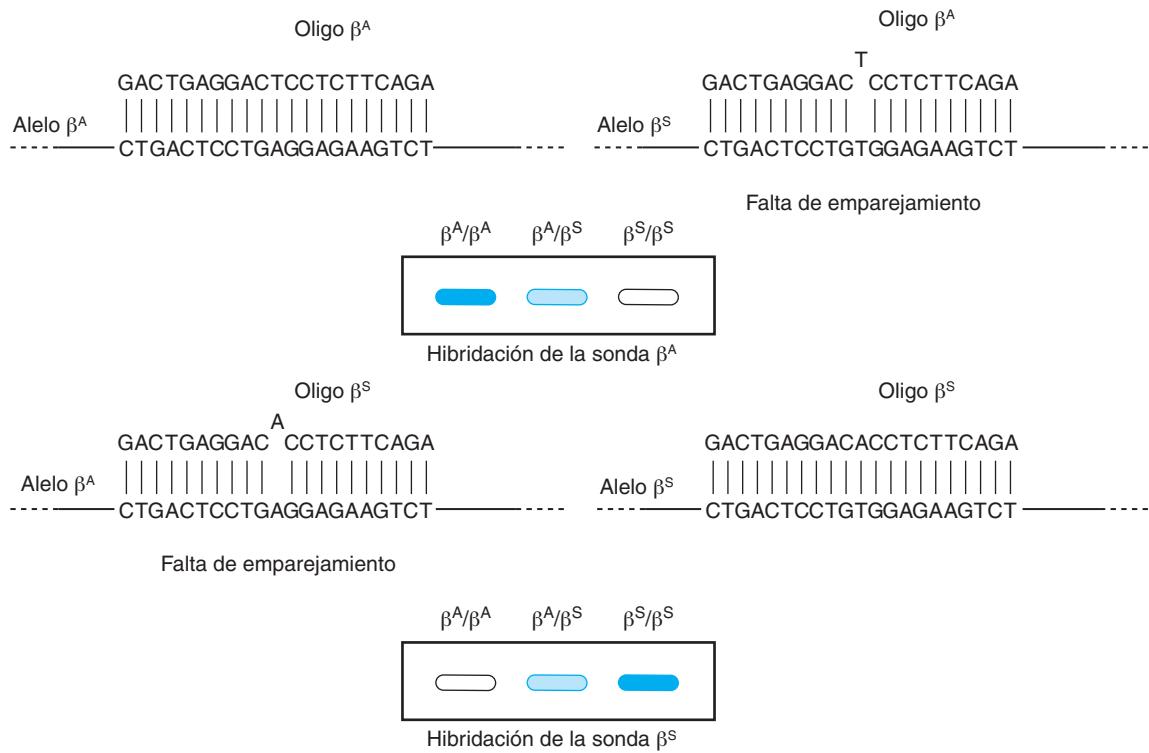 Oligo βᴬ
GACTGAGGACTCCTCTTCAGA
Alelo βᴬ
CTGACTCCTGAGGAGAAGTCT
Oligo βᴬ
T
GACTGAGGAC CCTCTTCAGA
Alelo βˢ
CTGACTCCTGTGGAGAAGTCT
Falta de emparejamiento
βᴬ/βᴬ βᴬ/βˢ βˢ/βˢ
Hibridación de la sonda βᴬ
Oligo βˢ
A
GACTGAGGAC CCTCTTCAGA
Alelo βᴬ
CTGACTCCTGAGGAGAAGTCT
Falta de emparejamiento
Oligo βˢ
GACTGAGGACACCTCTTCAGA
Alelo βˢ
CTGACTCCTGTGGAGAAGTCT
βᴬ/βᴬ βᴬ/βˢ βˢ/βˢ
Hibridación de la sonda βˢ